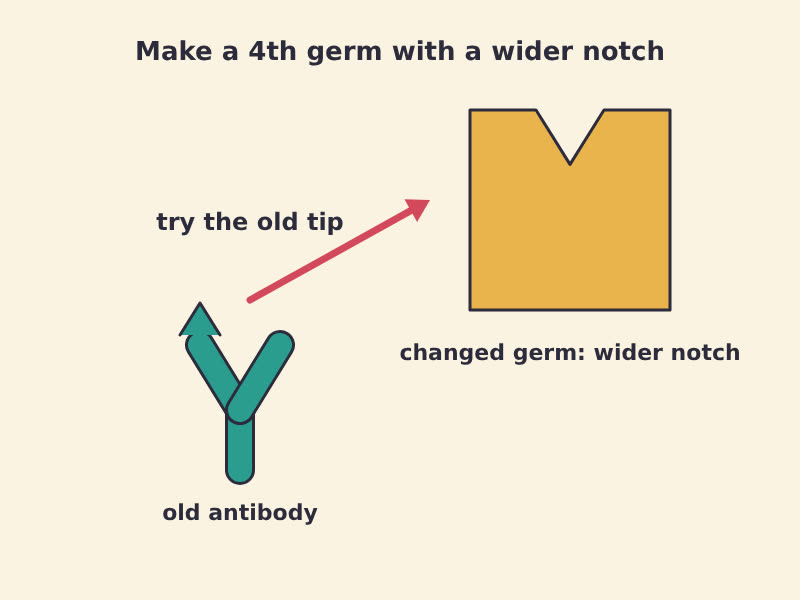 Make a 4th germ with a wider notch
try the old tip
changed germ: wider notch
old antibody